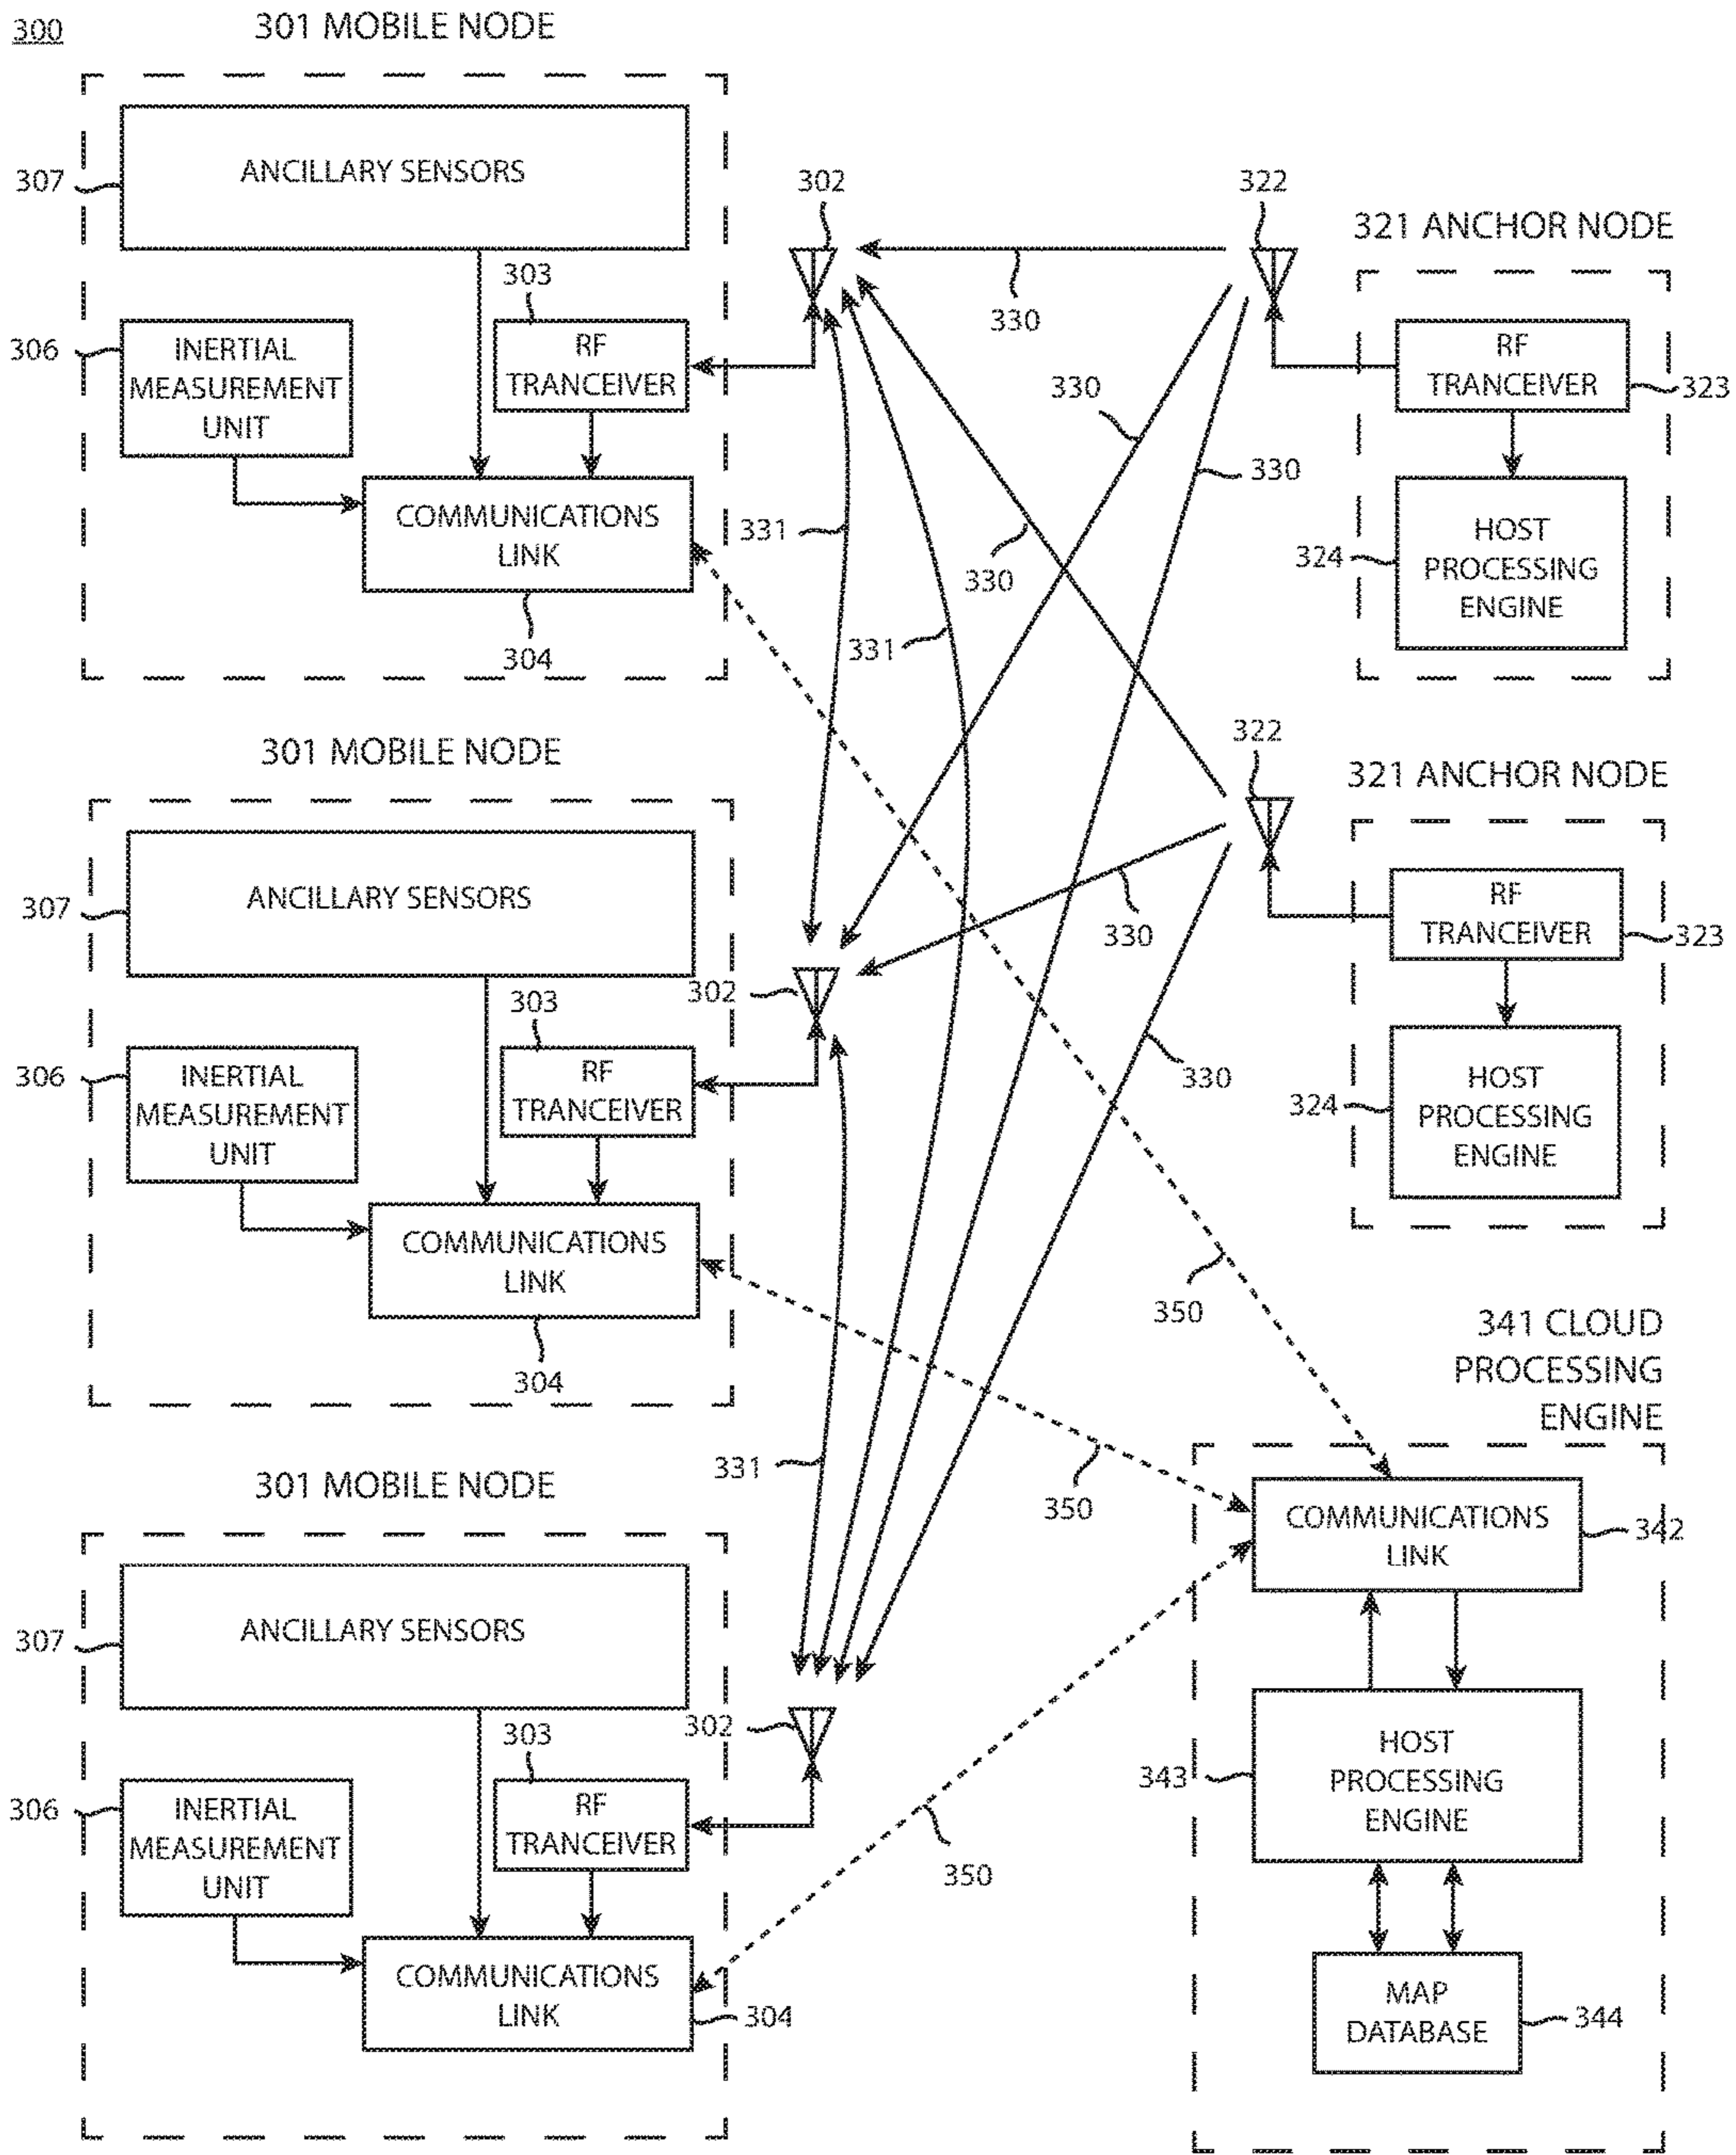 300
301 MOBILE NODE
307
ANCILLARY SENSORS
303
306
INERTIAL
MEASUREMENT
UNIT
RF
TRANCEIVER
COMMUNICATIONS
LINK
304
302
322
330
330
330
330
331
331
321 ANCHOR NODE
RF
TRANCEIVER
323
324
HOST
PROCESSING
ENGINE
301 MOBILE NODE
307
ANCILLARY SENSORS
302
303
306
INERTIAL
MEASUREMENT
UNIT
RF
TRANCEIVER
COMMUNICATIONS
LINK
304
322
330
330
321 ANCHOR NODE
RF
TRANCEIVER
323
324
HOST
PROCESSING
ENGINE
350
350
331
301 MOBILE NODE
307
ANCILLARY SENSORS
302
303
306
INERTIAL
MEASUREMENT
UNIT
RF
TRANCEIVER
COMMUNICATIONS
LINK
304
350
341 CLOUD
PROCESSING
ENGINE
COMMUNICATIONS
LINK
342
343
HOST
PROCESSING
ENGINE
MAP
DATABASE
344